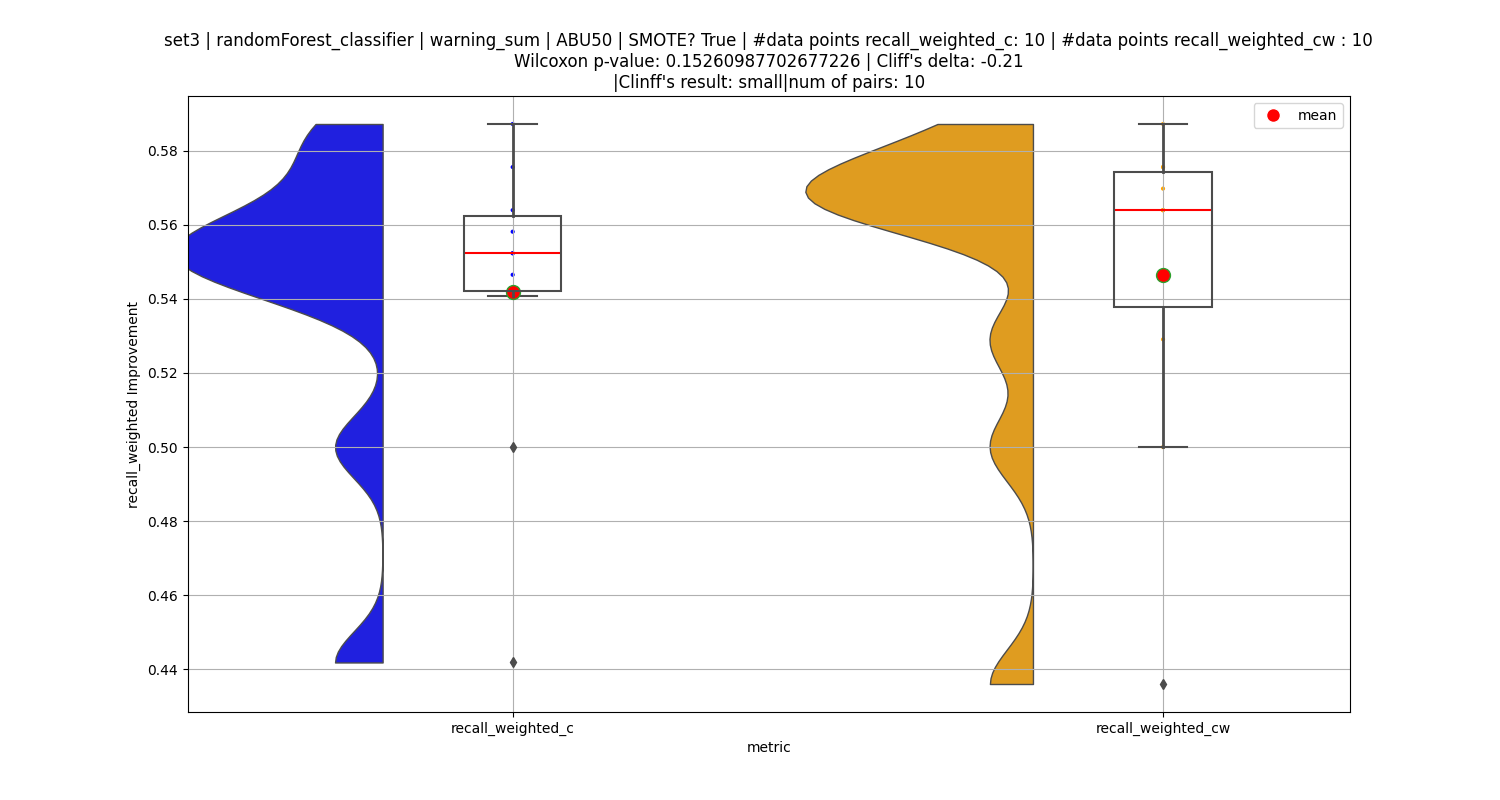 set3 | randomForest_classifier | warning_sum | ABU50 | SMOTE? True | #data points recall_weighted_c: 10 | #data points recall_weighted_cw : 10
Wilcoxon p-value: 0.15260987702677226 | Cliff's delta: -0.21
|Clinff's result: small|num of pairs: 10
mean
0.58
0.56
0.54
0.52
0.50
0.48
0.46
0.44
recall_weighted Improvement
recall_weighted_c
recall_weighted_cw
metric